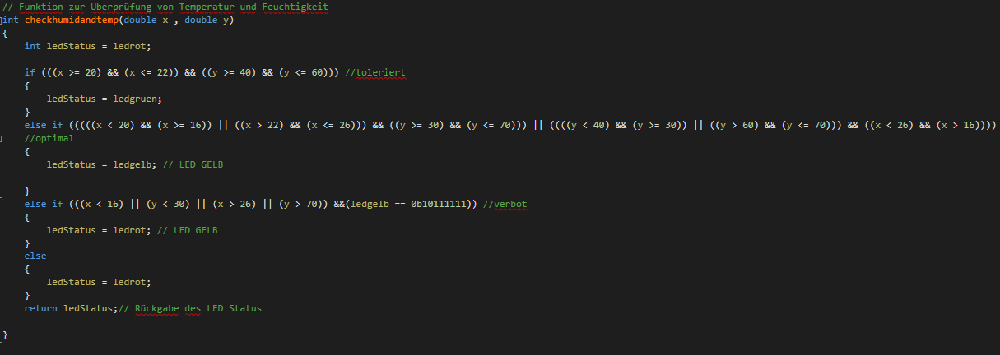 // Funktion zur Überprüfung von Temperatur und Feuchtigkeit
int checkhumidandtemp(double x , double y)
{
int ledStatus = ledrot;
if (((x >= 20) && (x <= 22)) && ((y >= 40) && (y <= 60))) //toleriert
{
ledStatus = ledgruen;
}
else if (((((x < 20) && (x >= 16)) || ((x > 22) && (x <= 26))) && ((y >= 30) && (y <= 70))) || ((((y < 40) && (y >= 30)) || ((y > 60) && (y <= 70))) && ((x < 26) && (x > 16))))
//optimal
{
ledStatus = ledgelb; // LED GELB
}
else if (((x < 16) || (y < 30) || (x > 26) || (y > 70)) &&(ledgelb == 0b10111111)) //verbot
{
ledStatus = ledrot; // LED GELB
}
else
{
ledStatus = ledrot;
}
return ledStatus;// Rückgabe des LED Status
}